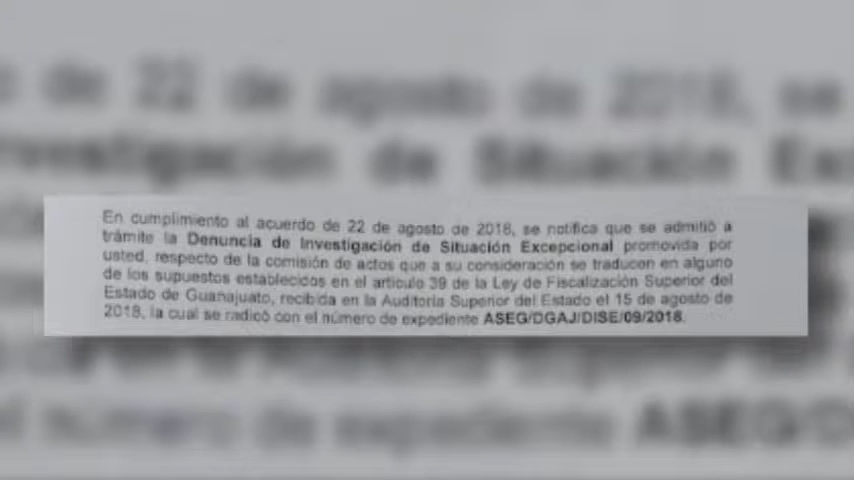 En cumplimiento al acuerdo de 22 de agosto de 2018, se notifica que se admitió a
trámite la Denuncia de Investigación de Situación Excepcional promovida por
usted, respecto de la comisión de actos que a su consideración se traducen en alguno
de los supuestos establecidos en el artículo 39 de la Ley de Fiscalización Superior del
Estado de Guanajuato, recibida en la Auditoría Superior del Estado el 15 de agosto de
2018, la cual se radicó con el número de expediente ASEG/DGAJ/DISE/09/2018.